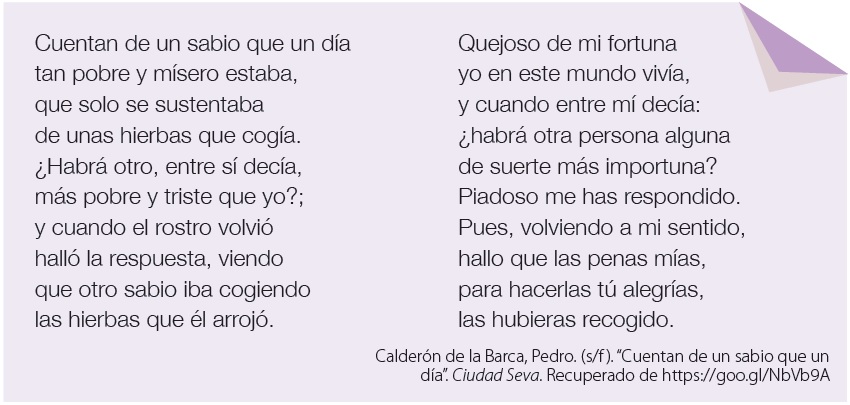 Cuentan de un sabio que un día
tan pobre y mísero estaba,
que solo se sustentaba
de unas hierbas que cogía.
¿Habrá otro, entre sí decía,
más pobre y triste que yo?;
y cuando el rostro volvió
halló la respuesta, viendo
que otro sabio iba cogiendo
las hierbas que él arrojó.
Quejoso de mi fortuna
yo en este mundo vivía,
y cuando entre mí decía:
¿habrá otra persona alguna
de suerte más importuna?
Piadoso me has respondido.
Pues, volviendo a mi sentido,
hallo que las penas mías,
para hacerlas tú alegrías,
las hubieras recogido.
Calderón de la Barca, Pedro. (s/f). “Cuentan de un sabio que un
día”. Ciudad Seva. Recuperado de https://goo.gl/NbVb9A